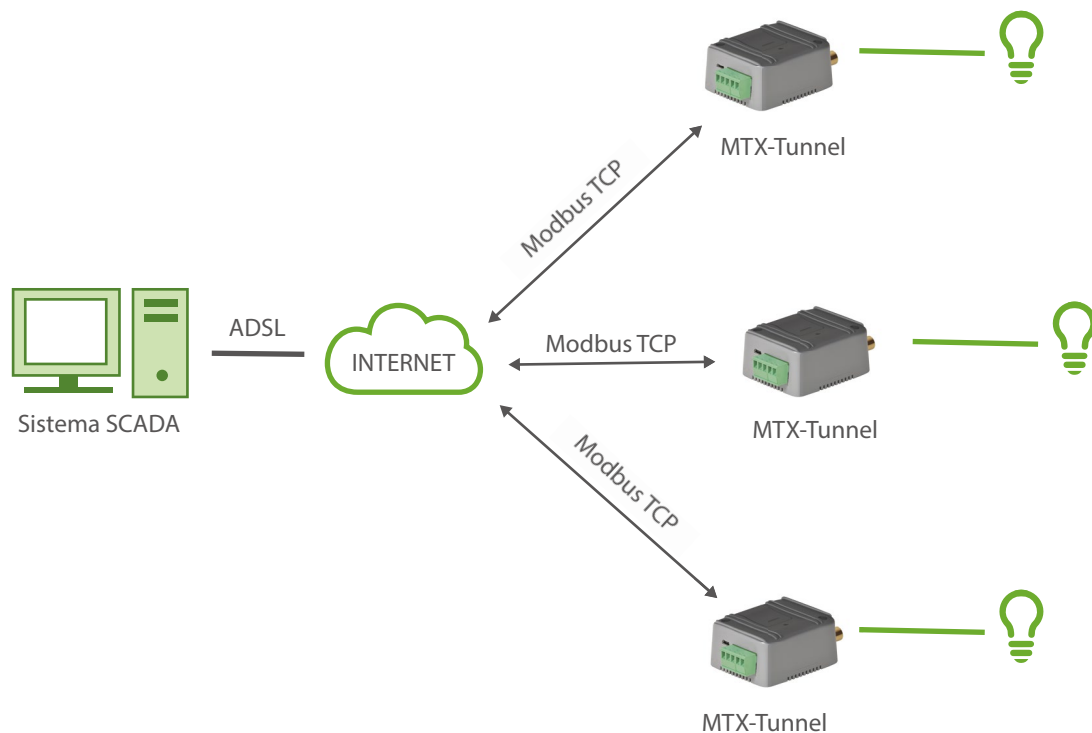 MTX-Tunnel
Modbus TCP
ADSL
INTERNET
Modbus TCP
Sistema SCADA
MTX-Tunnel
Modbus TCP
MTX-Tunnel